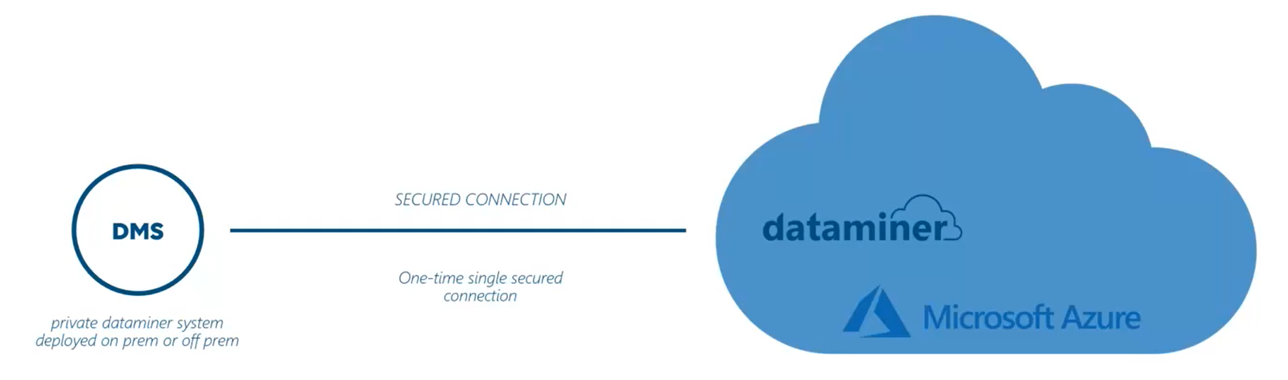 DMS
private dataminer system
deployed on prem or off prem
SECURED CONNECTION
One-time single secured
connection
dataminer
Microsoft Azure